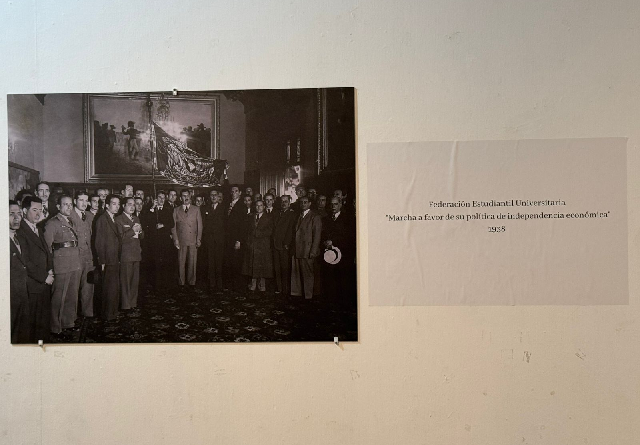 Federación Estudiantil Universitaria
"Marcha a favor de su política de independencia económica"
1938